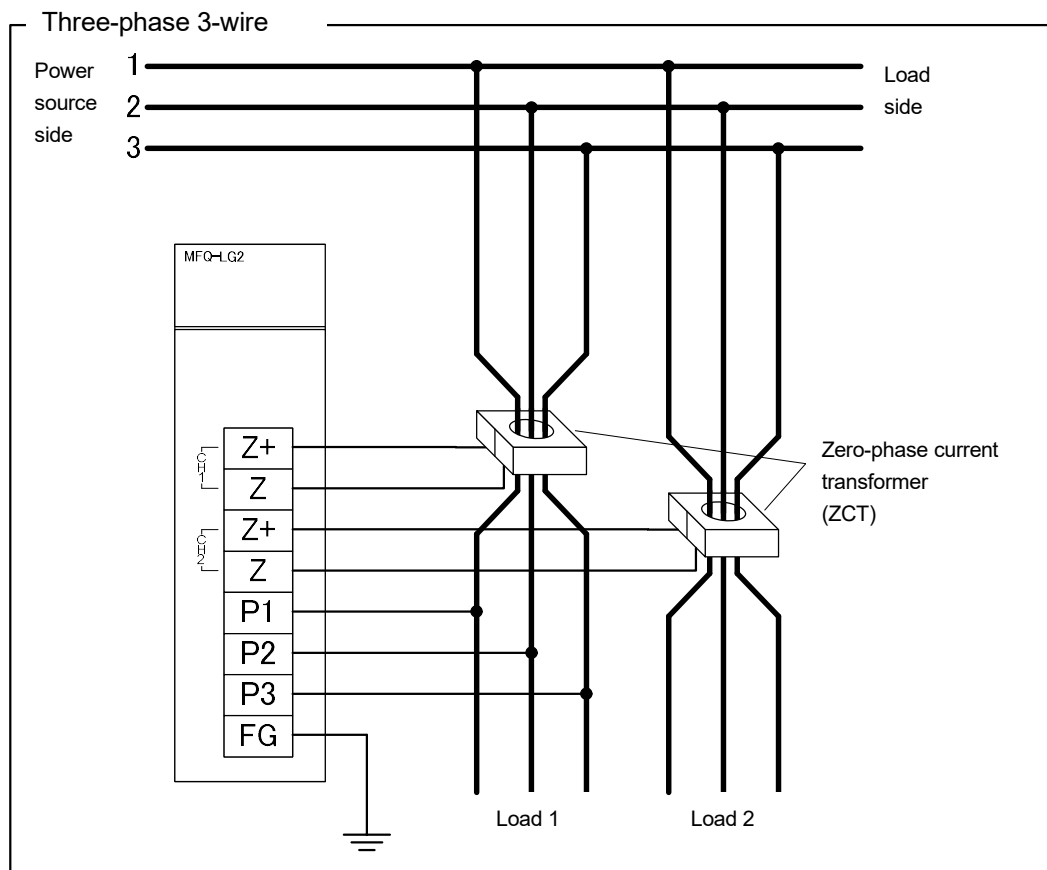 Three-phase 3-wire
Power
source
side
1
2
3
Load
side
MFQ-LG2
CH1
Z+
Z
CH2
Z+
Z
P1
P2
P3
FG
Zero-phase current
transformer
(ZCT)
Load 1
Load 2